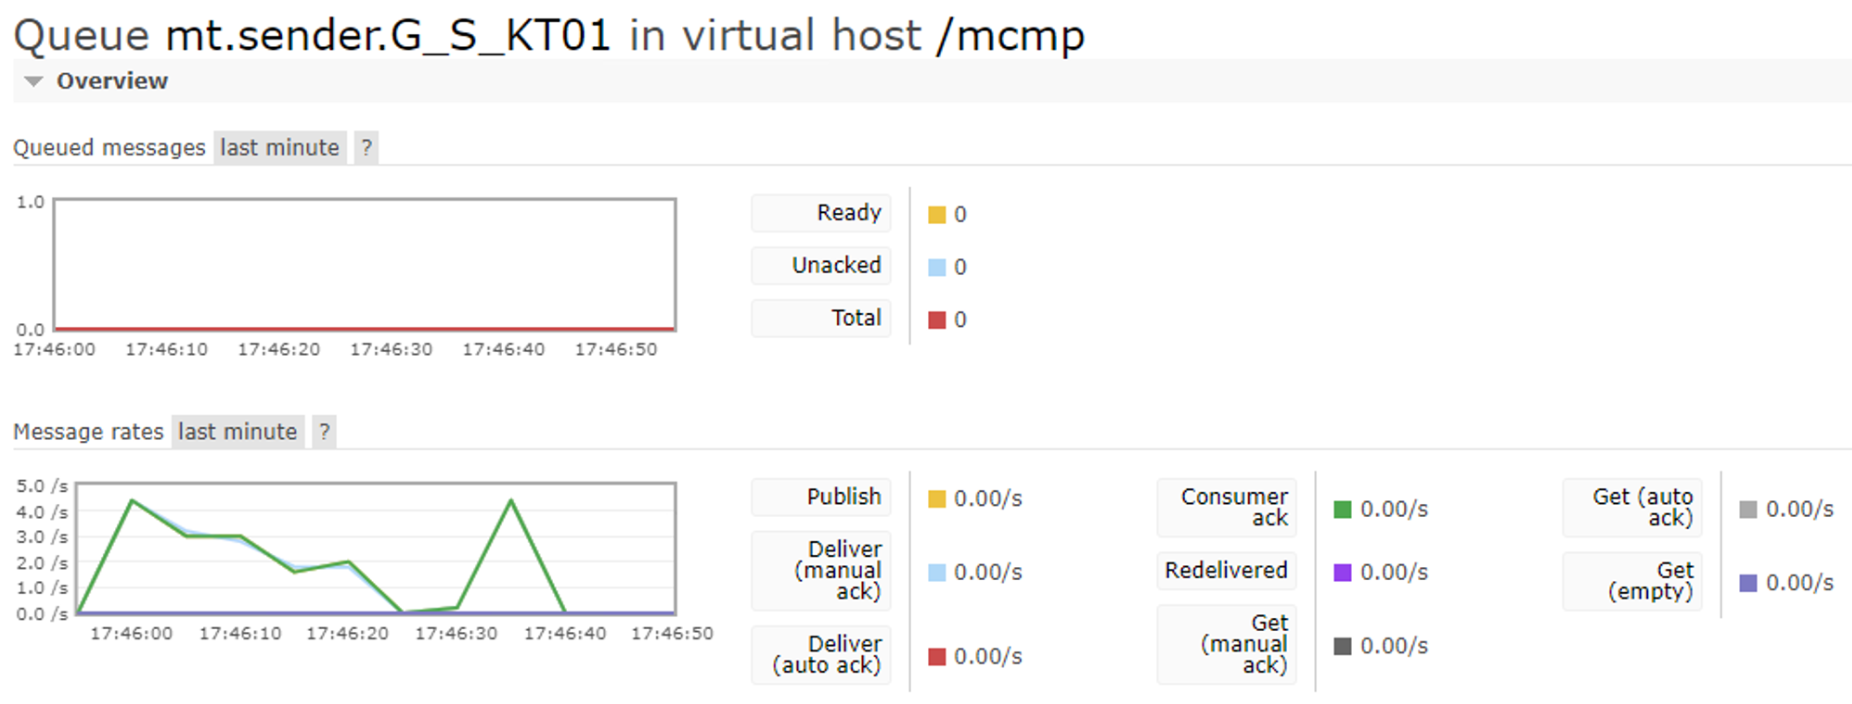 Queue mt.sender.G_S_KT01 in virtual host /mcmp
Overview
Queued messages last minute ?
1.0
0.0
17:46:00 17:46:10 17:46:20 17:46:30 17:46:40 17:46:50
Ready 0
Unacked 0
Total 0
Message rates last minute ?
5.0 /s
4.0 /s
3.0 /s
2.0 /s
1.0 /s
0.0 /s
17:46:00 17:46:10 17:46:20 17:46:30 17:46:40 17:46:50
Publish 0.00/s
Deliver
(manual 0.00/s
ack)
Deliver
(auto ack) 0.00/s
Consumer
ack 0.00/s
Redelivered 0.00/s
Get
(manual 0.00/s
ack)
Get (auto
ack) 0.00/s
Get
(empty) 0.00/s